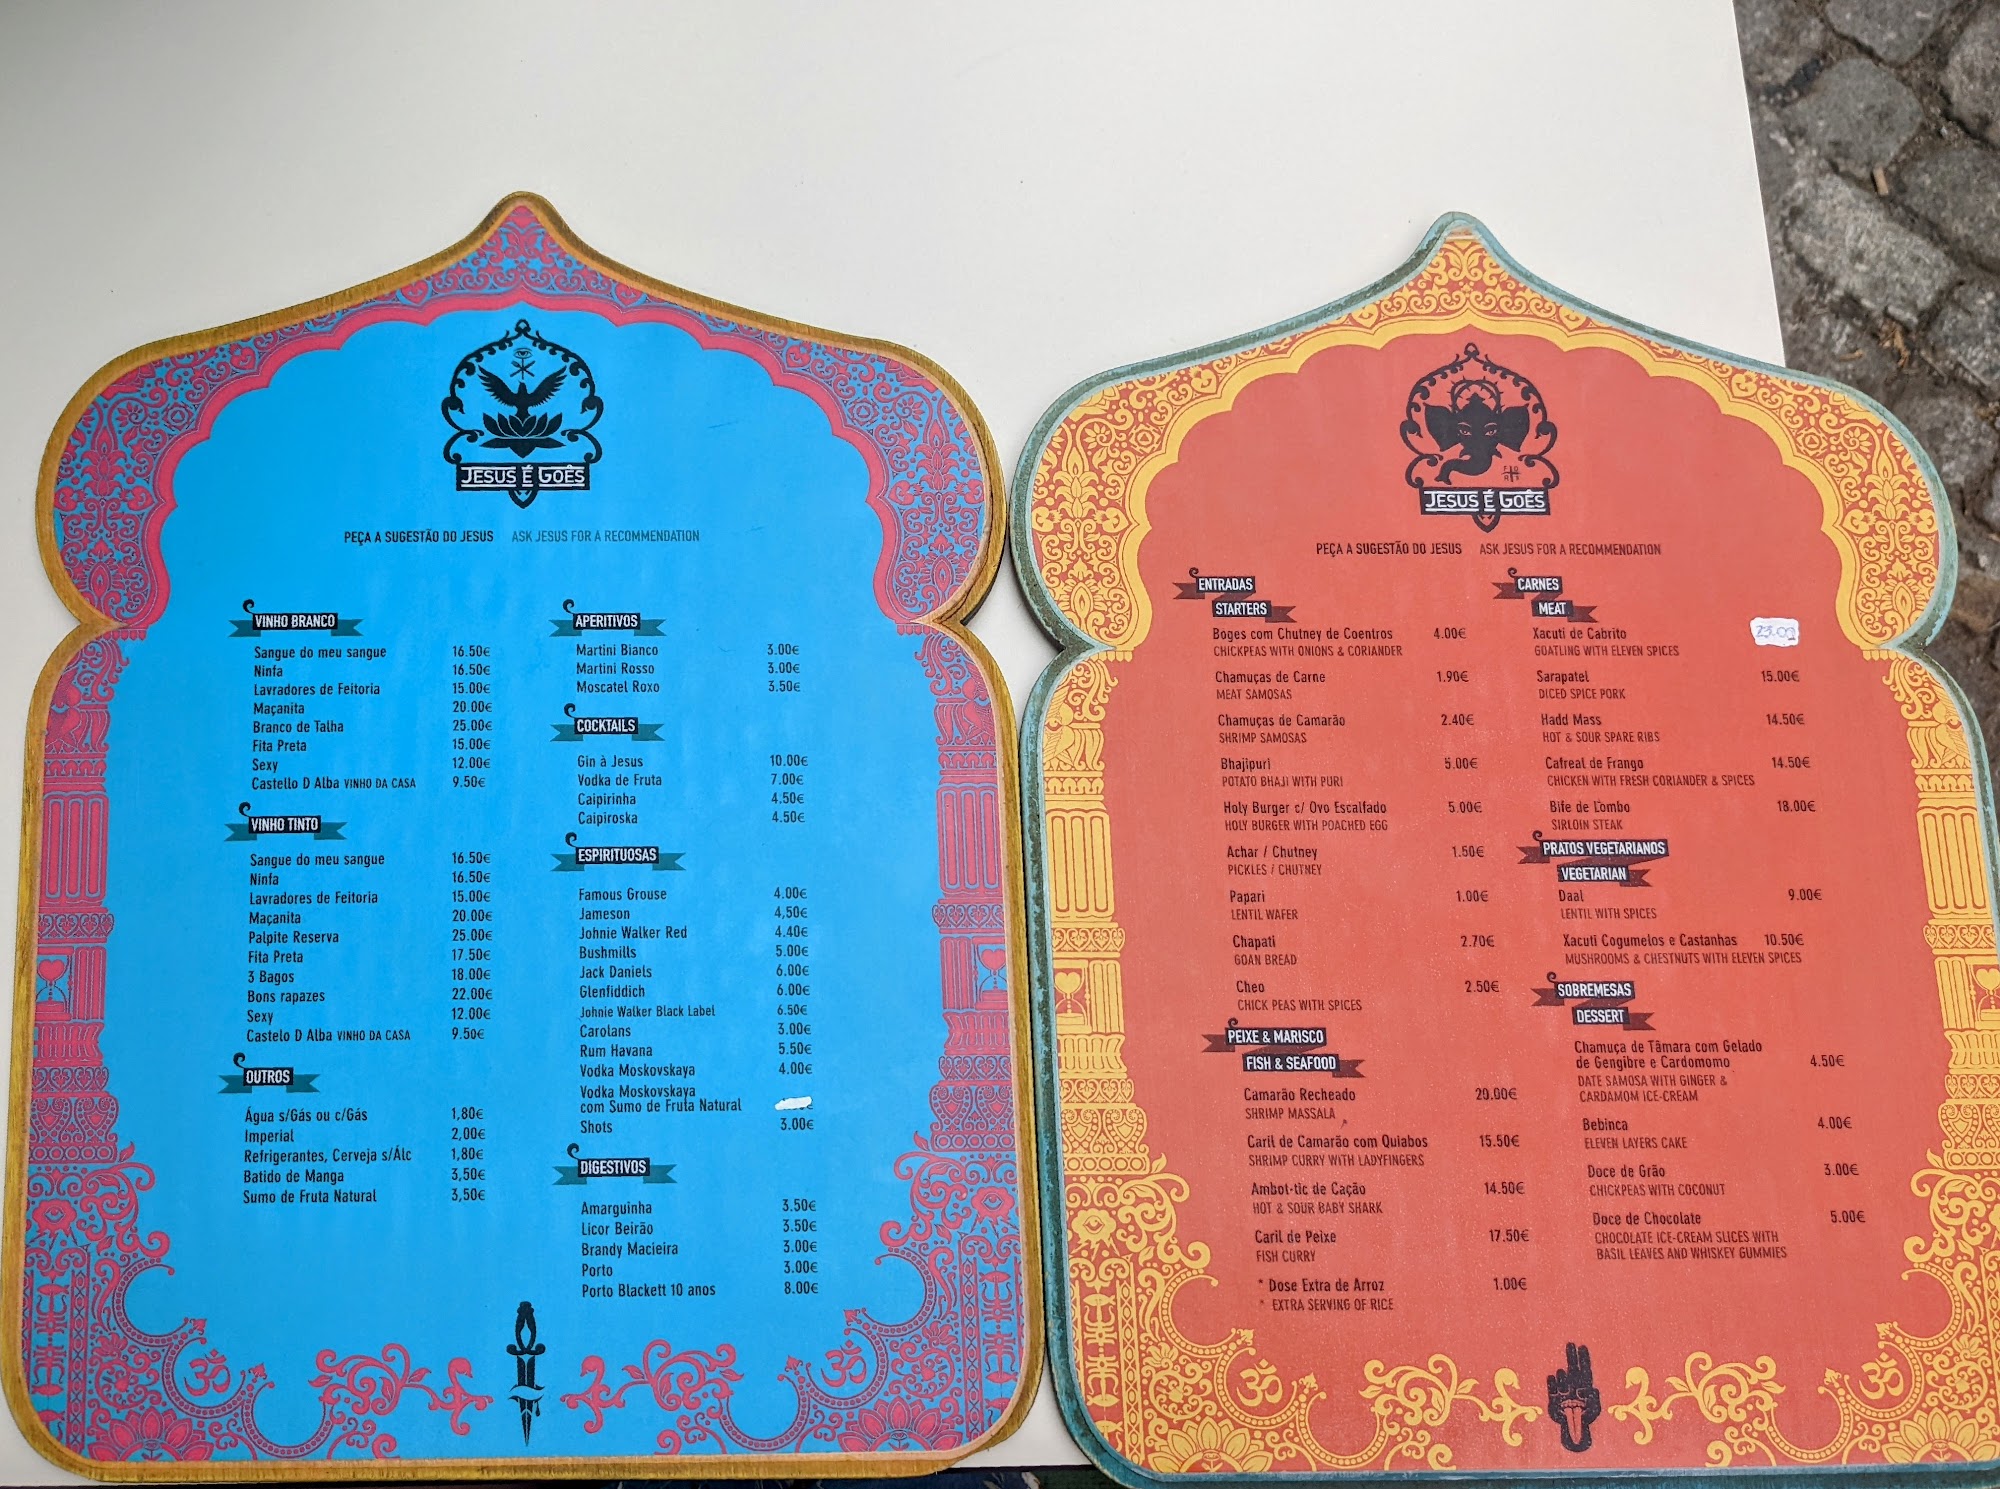 JESUS É GOÊS
PEÇA A SUGESTÃO DO JESUS ASK JESUS FOR A RECOMMENDATION
VINHO BRANCO
Sangue do meu sangue 16.50€
Ninfa 16.50€
Lavradores de Feitoria 15.00€
Maçanita 20.00€
Branco de Talha 25.00€
Fita Preta 15.00€
Sexy 12.00€
Castello D Alba VINHO DA CASA 9.50€
VINHO TINTO
Sangue do meu sangue 16.50€
Ninfa 16.50€
Lavradores de Feitoria 15.00€
Maçanita 20.00€
Palpite Reserva 25.00€
Fita Preta 17.50€
3 Bagos 18.00€
Bons rapazes 22.00€
Sexy 12.00€
Castelo D Alba VINHO DA CASA 9.50€
OUTROS
Água s/Gás ou c/Gás 1,80€
Imperial 2,00€
Refrigerantes, Cerveja s/Álc 1,80€
Batido de Manga 3,50€
Sumo de Fruta Natural 3,50€
APERITIVOS
Martini Bianco 3.00€
Martini Rosso 3.00€
Moscatel Roxo 3.50€
COCKTAILS
Gin à Jesus 10.00€
Vodka de Fruta 7.00€
Caipirinha 4.50€
Caipiroska 4.50€
ESPIRITUOSAS
Famous Grouse 4.00€
Jameson 4,50€
Johnie Walker Red 4.40€
Bushmills 5.00€
Jack Daniels 6.00€
Glenfiddich 6.00€
Johnie Walker Black Label 6.50€
Carolans 3.00€
Rum Havana 5.50€
Vodka Moskovskaya 4.00€
Vodka Moskovskaya
com Sumo de Fruta Natural
Shots 3.00€
DIGESTIVOS
Amarguinha 3.50€
Licor Beirão 3.50€
Brandy Macieira 3.00€
Porto 3.00€
Porto Blackett 10 anos 8.00€
JESUS É GOÊS
PEÇA A SUGESTÃO DO JESUS ASK JESUS FOR A RECOMMENDATION
ENTRADAS
STARTERS
Boges com Chutney de Coentros 4.00€
CHICKPEAS WITH ONIONS & CORIANDER
Chamuças de Carne 1.90€
MEAT SAMOSAS
Chamuças de Camarão 2.40€
SHRIMP SAMOSAS
Bhajipuri 5.00€
POTATO BHAJI WITH PURI
Holy Burger c/ Ovo Escalfado 5.00€
HOLY BURGER WITH POACHED EGG
Achar / Chutney 1.50€
PICKLES / CHUTNEY
Papari 1.00€
LENTIL WAFER
Chapati 2.70€
GOAN BREAD
Cheo 2.50€
CHICK PEAS WITH SPICES
PEIXE & MARISCO
FISH & SEAFOOD
Camarão Recheado 20.00€
SHRIMP MASSALA
Caril de Camarão com Quiabos 15.50€
SHRIMP CURRY WITH LADYFINGERS
Ambot-tic de Cação 14.50€
HOT & SOUR BABY SHARK
Caril de Peixe 17.50€
FISH CURRY
* Dose Extra de Arroz 1.00€
* EXTRA SERVING OF RICE
CARNES
MEAT
Xacuti de Cabrito 23.00
GOATLING WITH ELEVEN SPICES
Sarapatel 15.00€
DICED SPICE PORK
Hadd Mass 14.50€
HOT & SOUR SPARE RIBS
Cafreal de Frango 14.50€
CHICKEN WITH FRESH CORIANDER & SPICES
Bife de Lombo 18.00€
SIRLOIN STEAK
PRATOS VEGETARIANOS
VEGETARIAN
Daal 9.00€
LENTIL WITH SPICES
Xacuti Cogumelos e Castanhas 10.50€
MUSHROOMS & CHESTNUTS WITH ELEVEN SPICES
SOBREMESAS
DESSERT
Chamuça de Tâmara com Gelado
de Gengibre e Cardomomo 4.50€
DATE SAMOSA WITH GINGER &
CARDAMOM ICE-CREAM
Bebinca 4.00€
ELEVEN LAYERS CAKE
Doce de Grão 3.00€
CHICKPEAS WITH COCONUT
Doce de Chocolate 5.00€
CHOCOLATE ICE-CREAM SLICES WITH
BASIL LEAVES AND WHISKEY GUMMIES